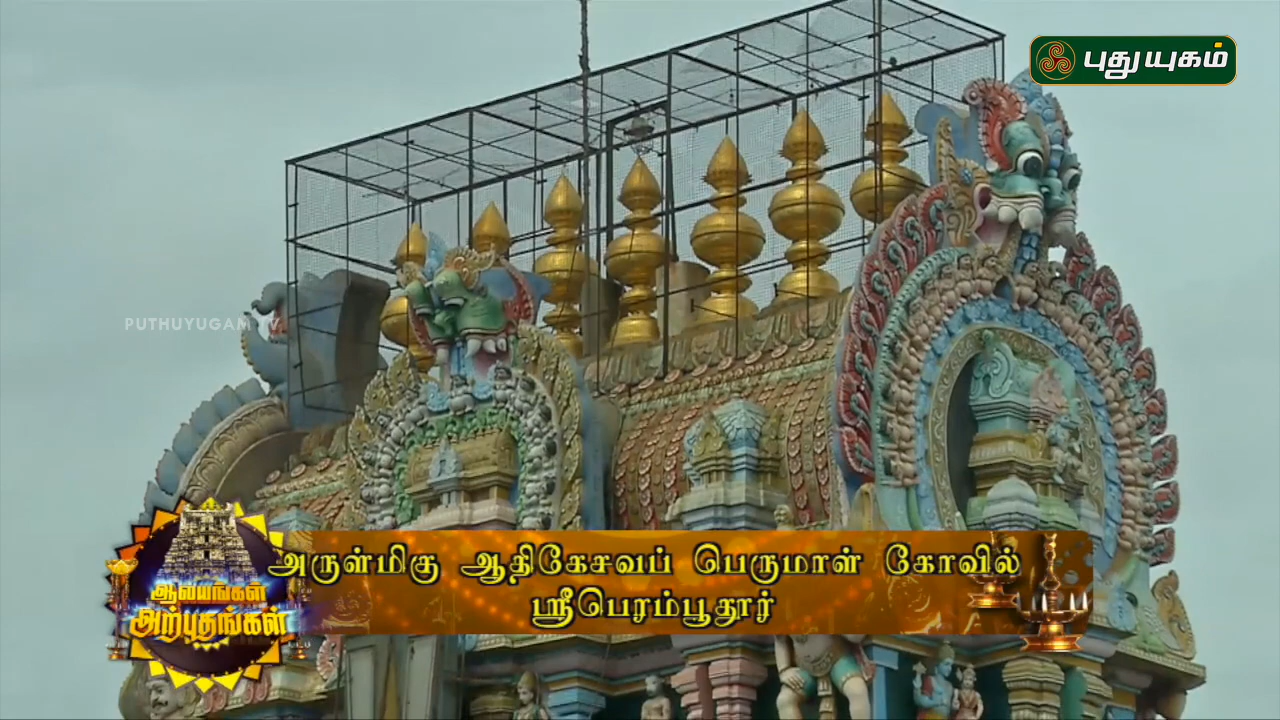 புதுயுகம்
PUTHUYUGAM TV
அருள்மிகு ஆதிகேசவப் பெருமாள் கோவில்
ஸ்ரீபெரம்பூதூர்
ஆலயங்கள்
அற்புதங்கள்